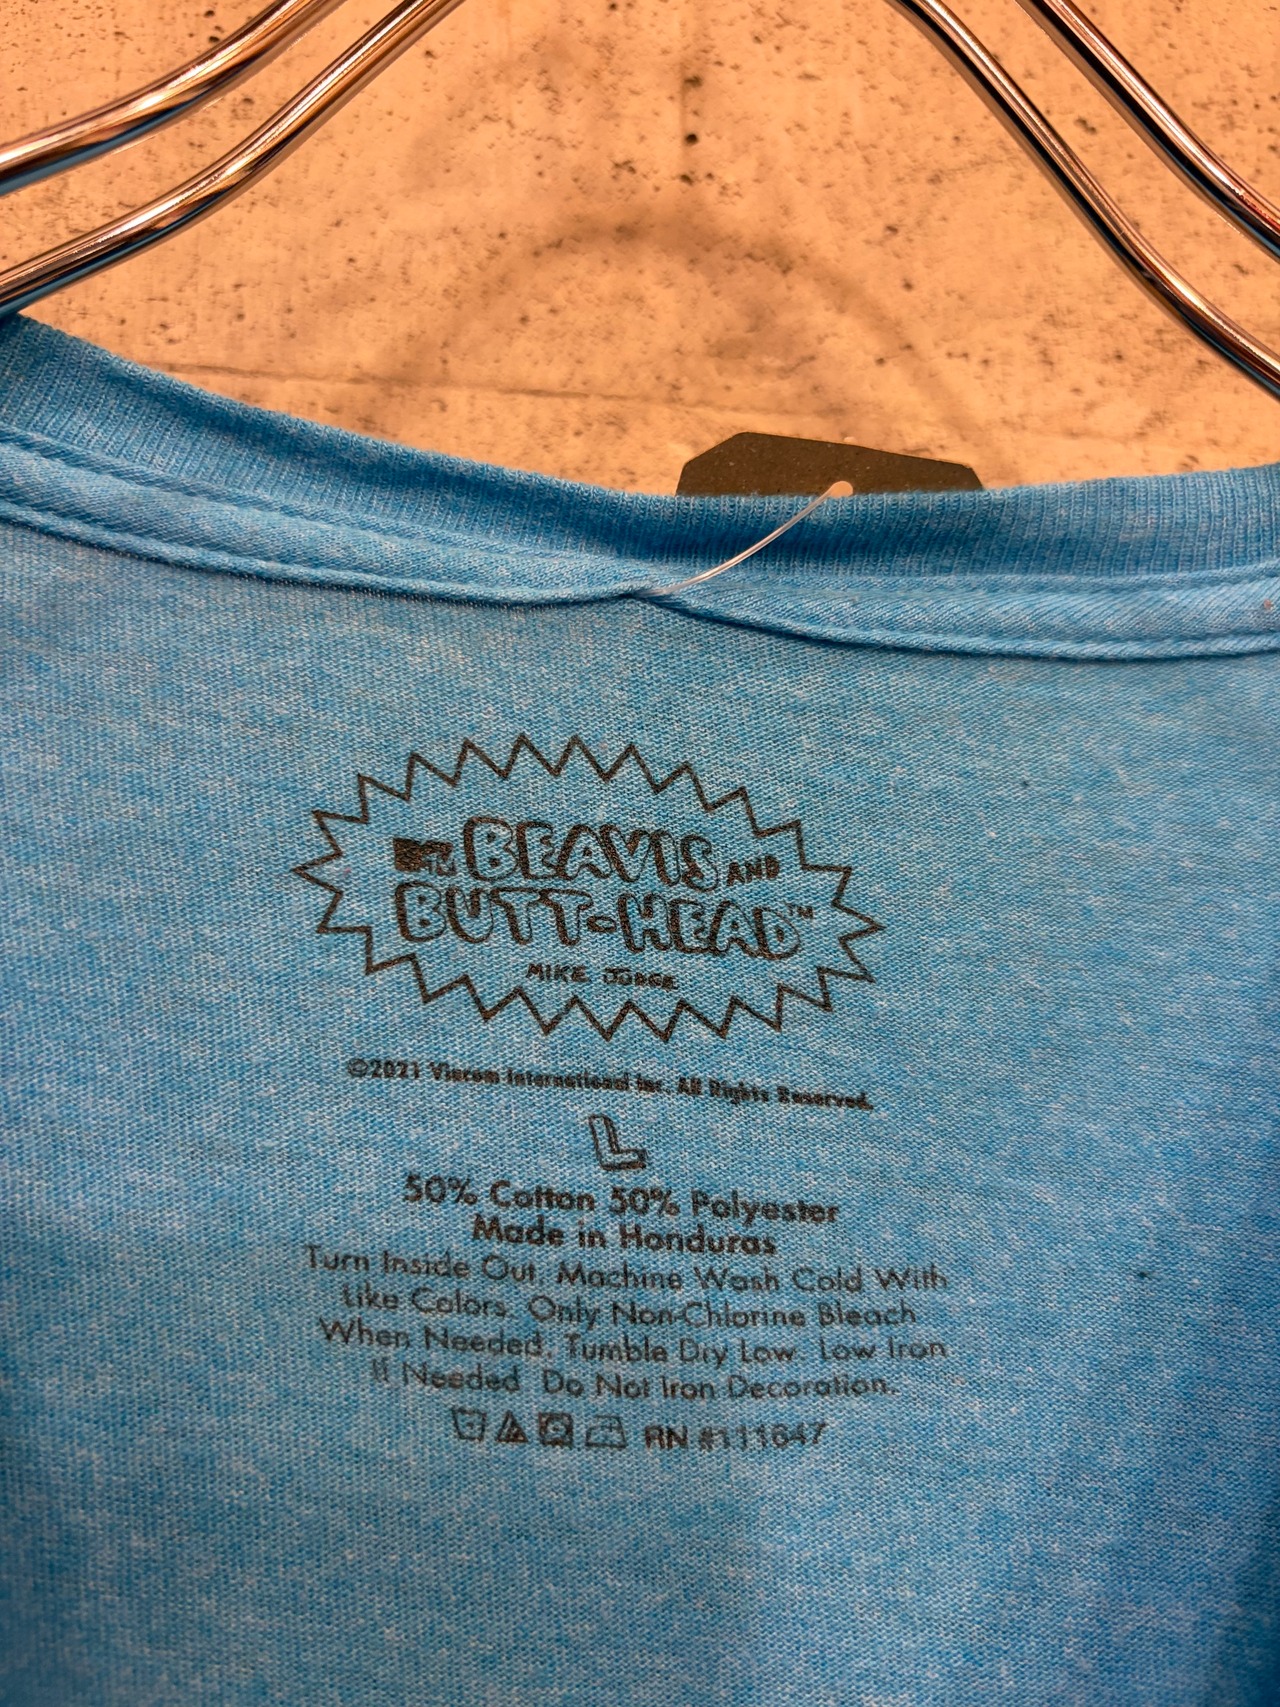 MTV BEAVIS AND
BUTT-HEAD™
MIKE JUDGE
©2021 Viacom International Inc. All Rights Reserved.
L
50% Cotton 50% Polyester
Made in Honduras
Turn Inside Out. Machine Wash Cold With
Like Colors. Only Non-Chlorine Bleach
When Needed. Tumble Dry Low. Low Iron
If Needed. Do Not Iron Decoration.
RN #111647